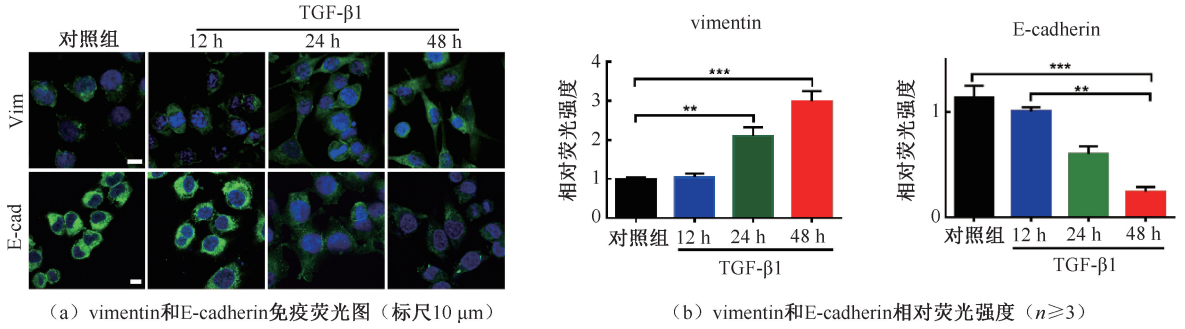 TGF-β1
对照组 12 h 24 h 48 h
Vim
E-cad
(a) vimentin和E-cadherin免疫荧光图（标尺10 μm）
vimentin
相对荧光强度
4
3
2
1
0
***
**
对照组 12 h 24 h 48 h
TGF-β1
E-cadherin
相对荧光强度
1
0
***
**
对照组 12 h 24 h 48 h
TGF-β1
(b) vimentin和E-cadherin相对荧光强度（n≥3）